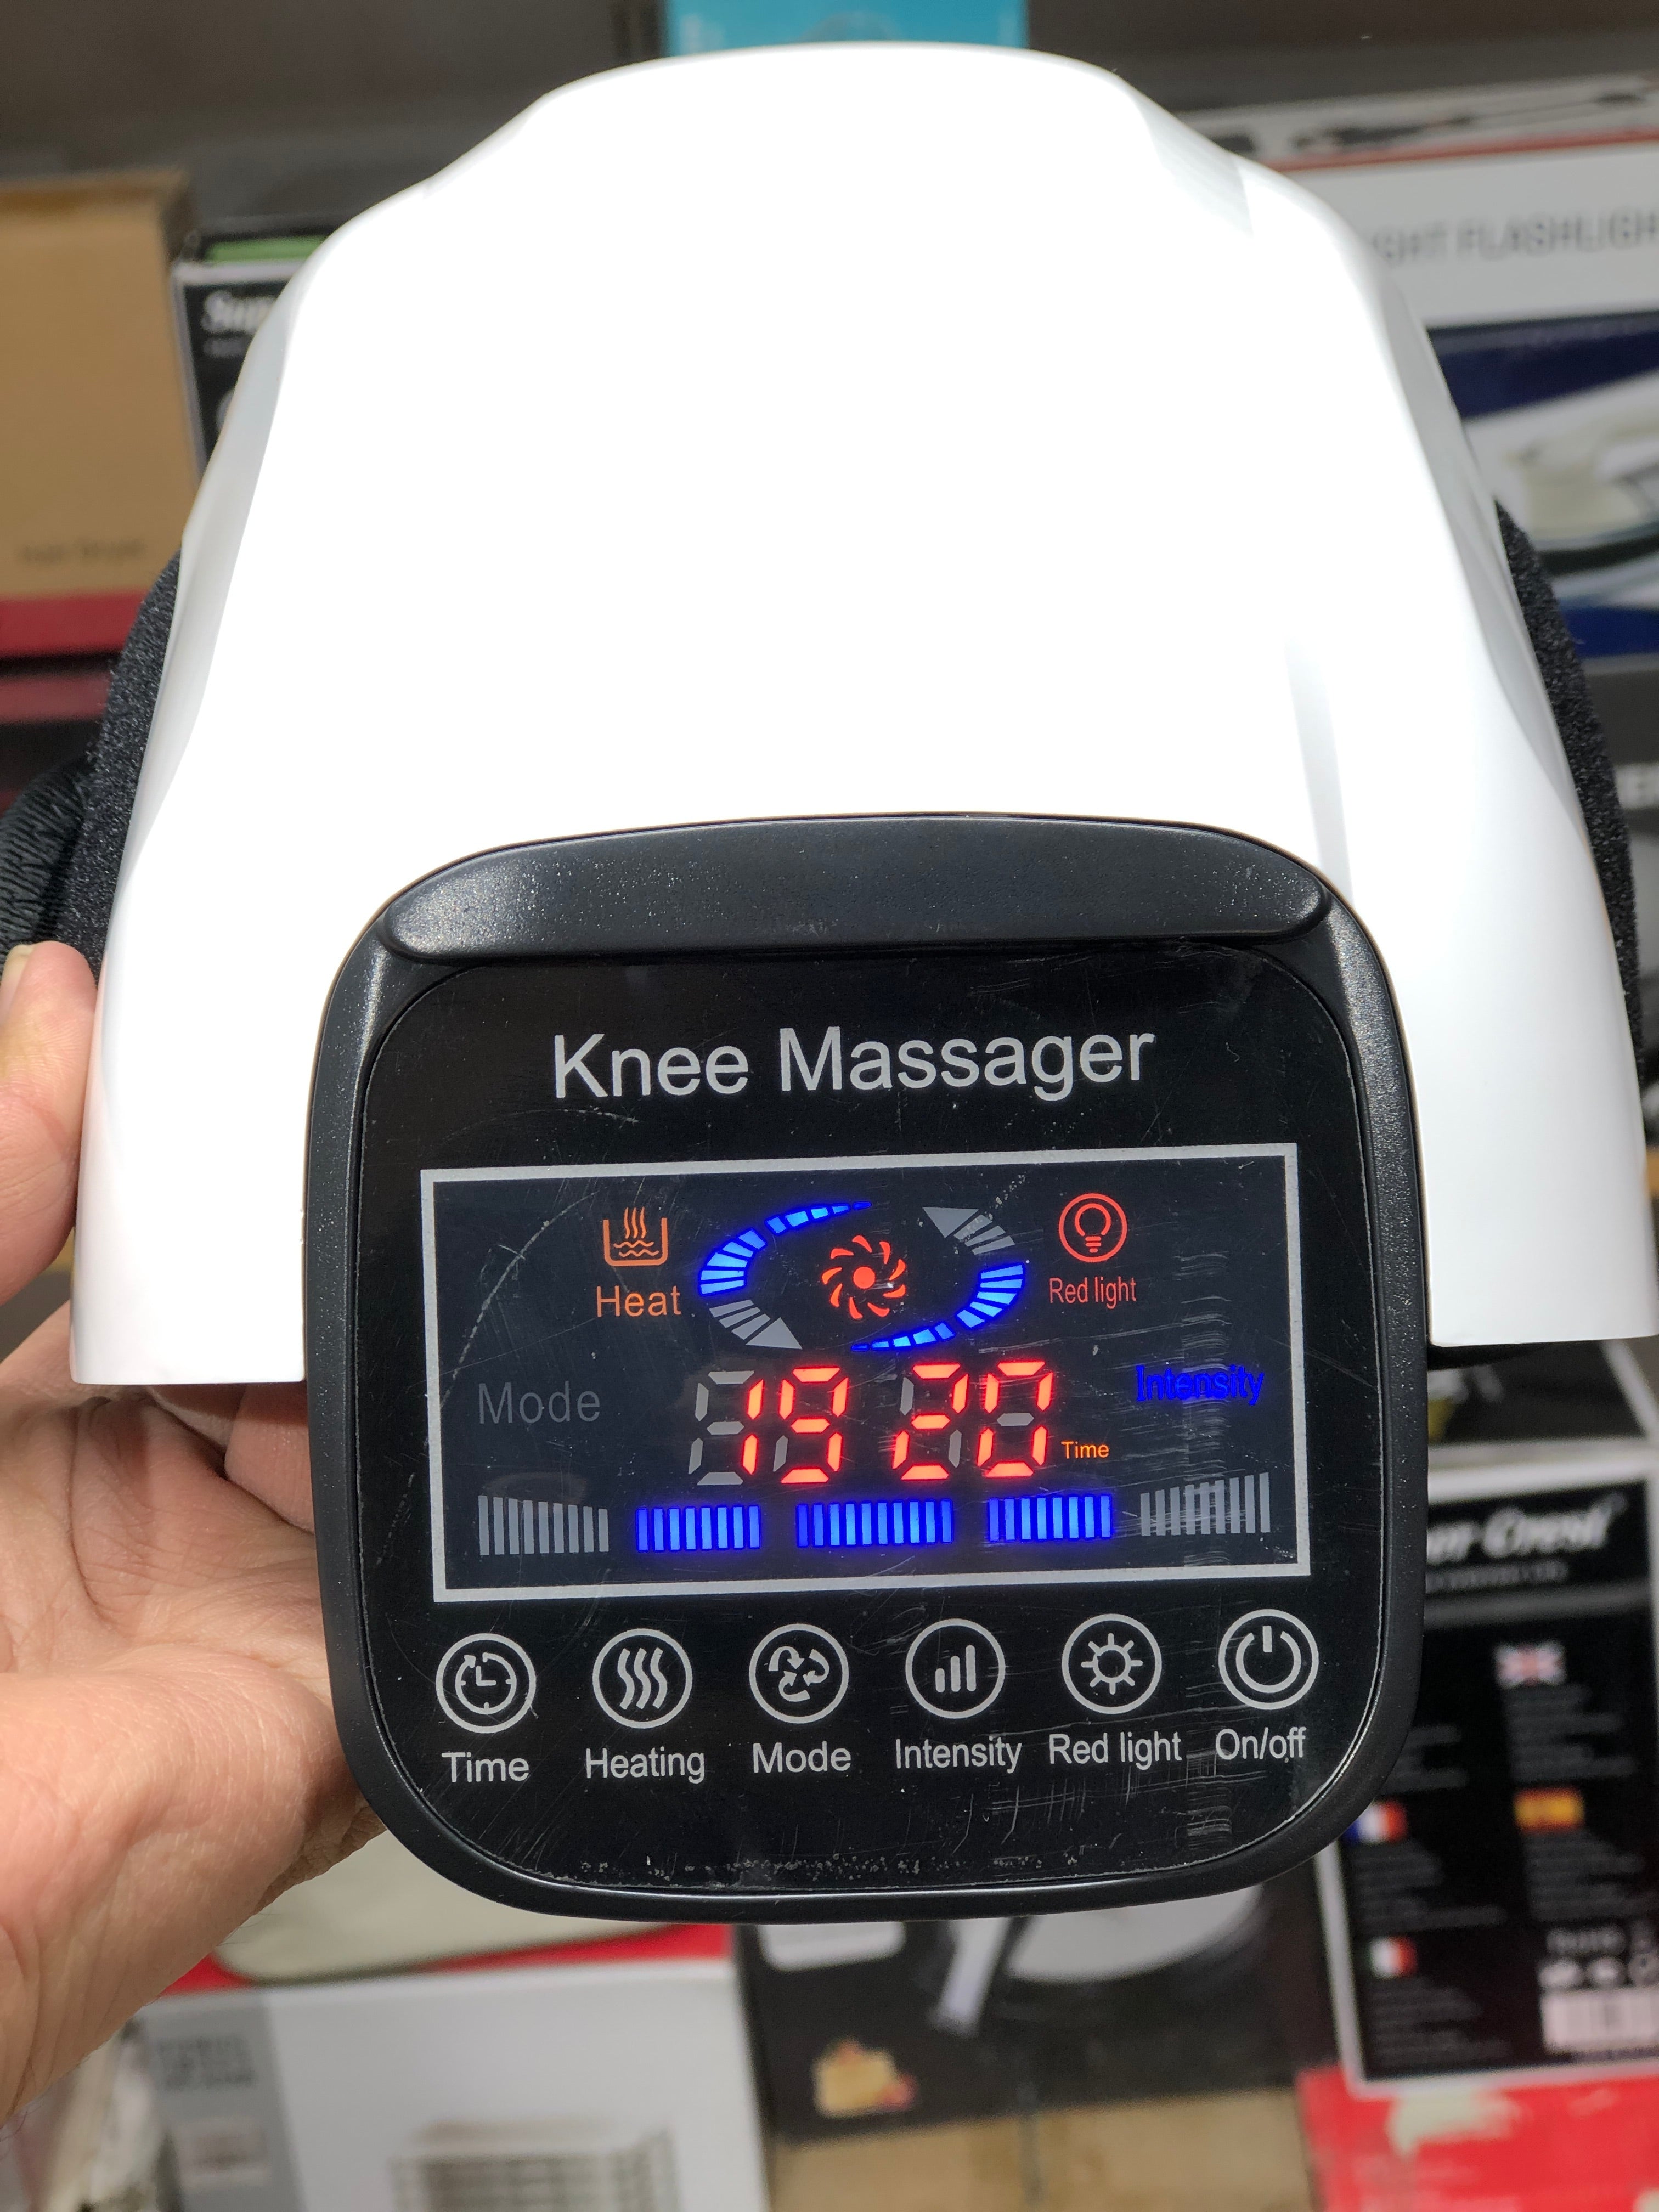 Knee Massager
Heat
Red light
Mode
19 20
Time
Intensity
Time
Heating
Mode
Intensity
Red light
On/off